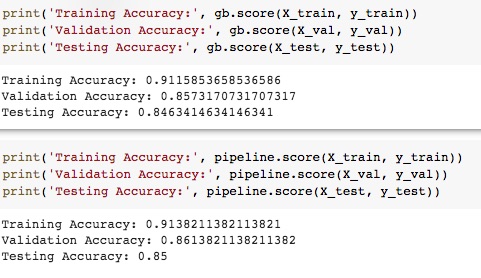 print('Training Accuracy:', gb.score(X_train, y_train))
print('Validation Accuracy:', gb.score(X_val, y_val))
print('Testing Accuracy:', gb.score(X_test, y_test))
Training Accuracy: 0.9115853658536586
Validation Accuracy: 0.8573170731707317
Testing Accuracy: 0.8463414634146341
print('Training Accuracy:', pipeline.score(X_train, y_train))
print('Validation Accuracy:', pipeline.score(X_val, y_val))
print('Testing Accuracy:', pipeline.score(X_test, y_test))
Training Accuracy: 0.9138211382113821
Validation Accuracy: 0.8613821138211382
Testing Accuracy: 0.85